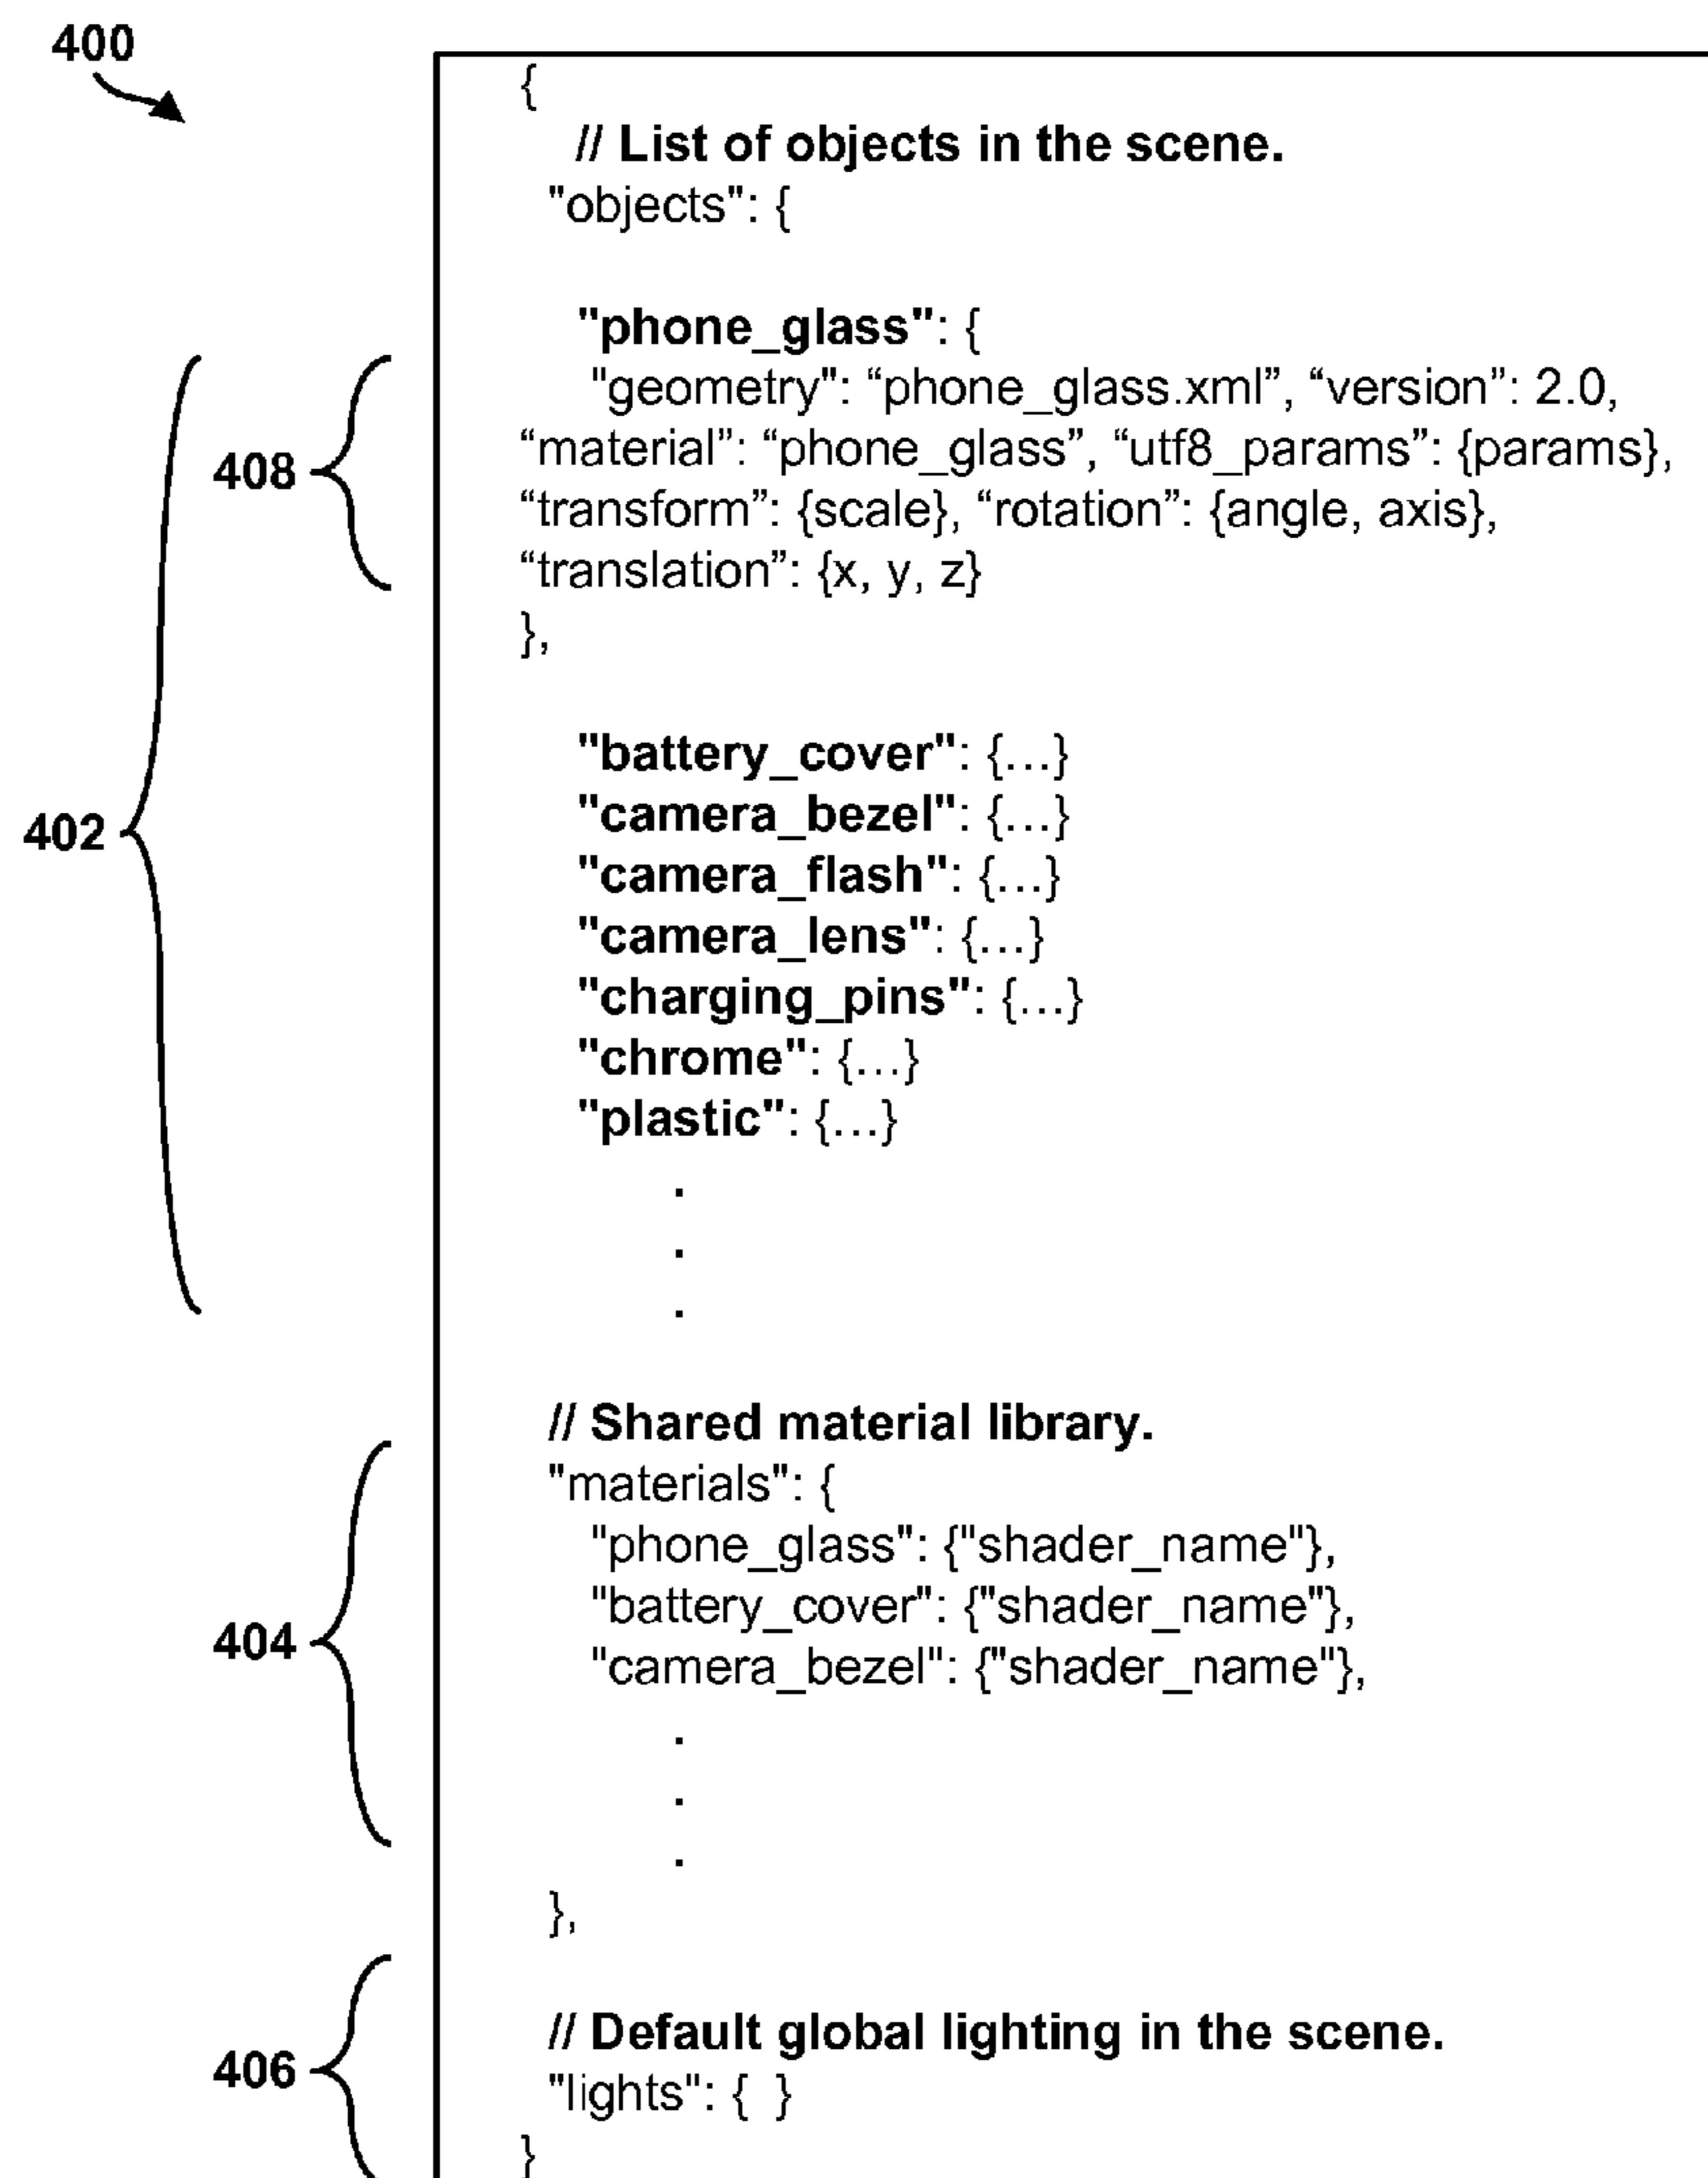 400
{
// List of objects in the scene.
"objects": {
"phone_glass": {
"geometry": “phone_glass.xml”, “version”: 2.0,
408 “material”: “phone_glass”, “utf8_params”: {params},
“transform”: {scale}, “rotation”: {angle, axis},
“translation”: {x, y, z}
},
"battery_cover": {...}
402 "camera_bezel": {...}
"camera_flash": {...}
"camera_lens": {...}
"charging_pins": {...}
"chrome": {...}
"plastic": {...}
.
.
.
// Shared material library.
"materials": {
"phone_glass": {"shader_name"},
"battery_cover": {"shader_name"},
404 "camera_bezel": {"shader_name"},
.
.
.
},
// Default global lighting in the scene.
406 "lights": { }
}